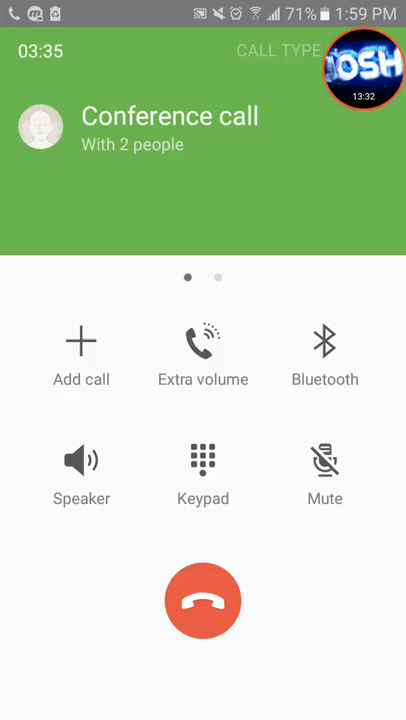 71% 1:59 PM
03:35
CALL TYPE
OSH
13:32
Conference call
With 2 people
Add call
Extra volume
Bluetooth
Speaker
Keypad
Mute